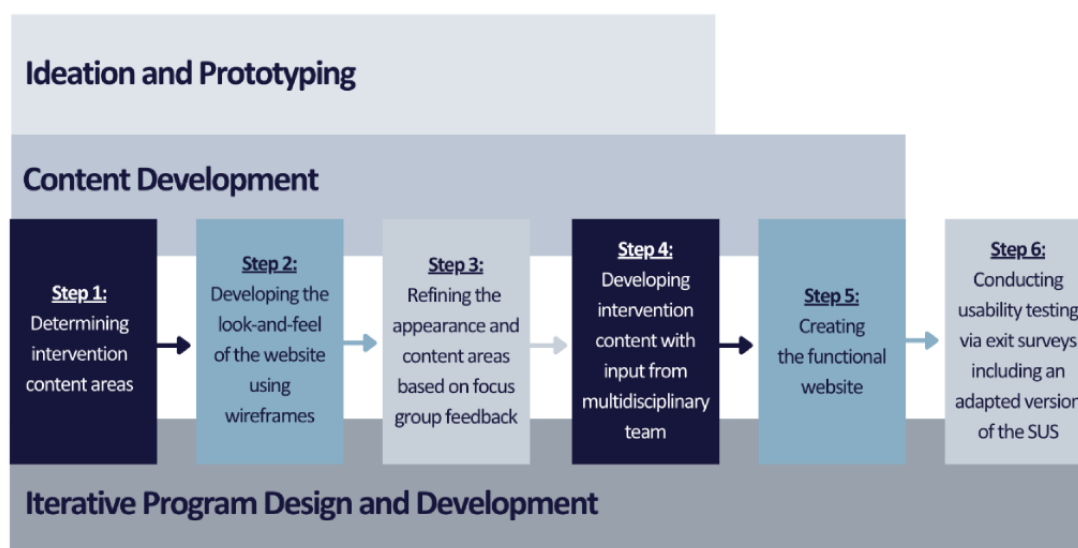 Ideation and Prototyping
Content Development
Step 1:
Determining
intervention
content areas
Step 2:
Developing the
look-and-feel
of the website
using
wireframes
Step 3:
Refining the
appearance and
content areas
based on focus
group feedback
Step 4:
Developing
intervention
content with
input from
multidisciplinary
team
Step 5:
Creating
the functional
website
Step 6:
Conducting
usability testing
via exit surveys
including an
adapted version
of the SUS
Iterative Program Design and Development